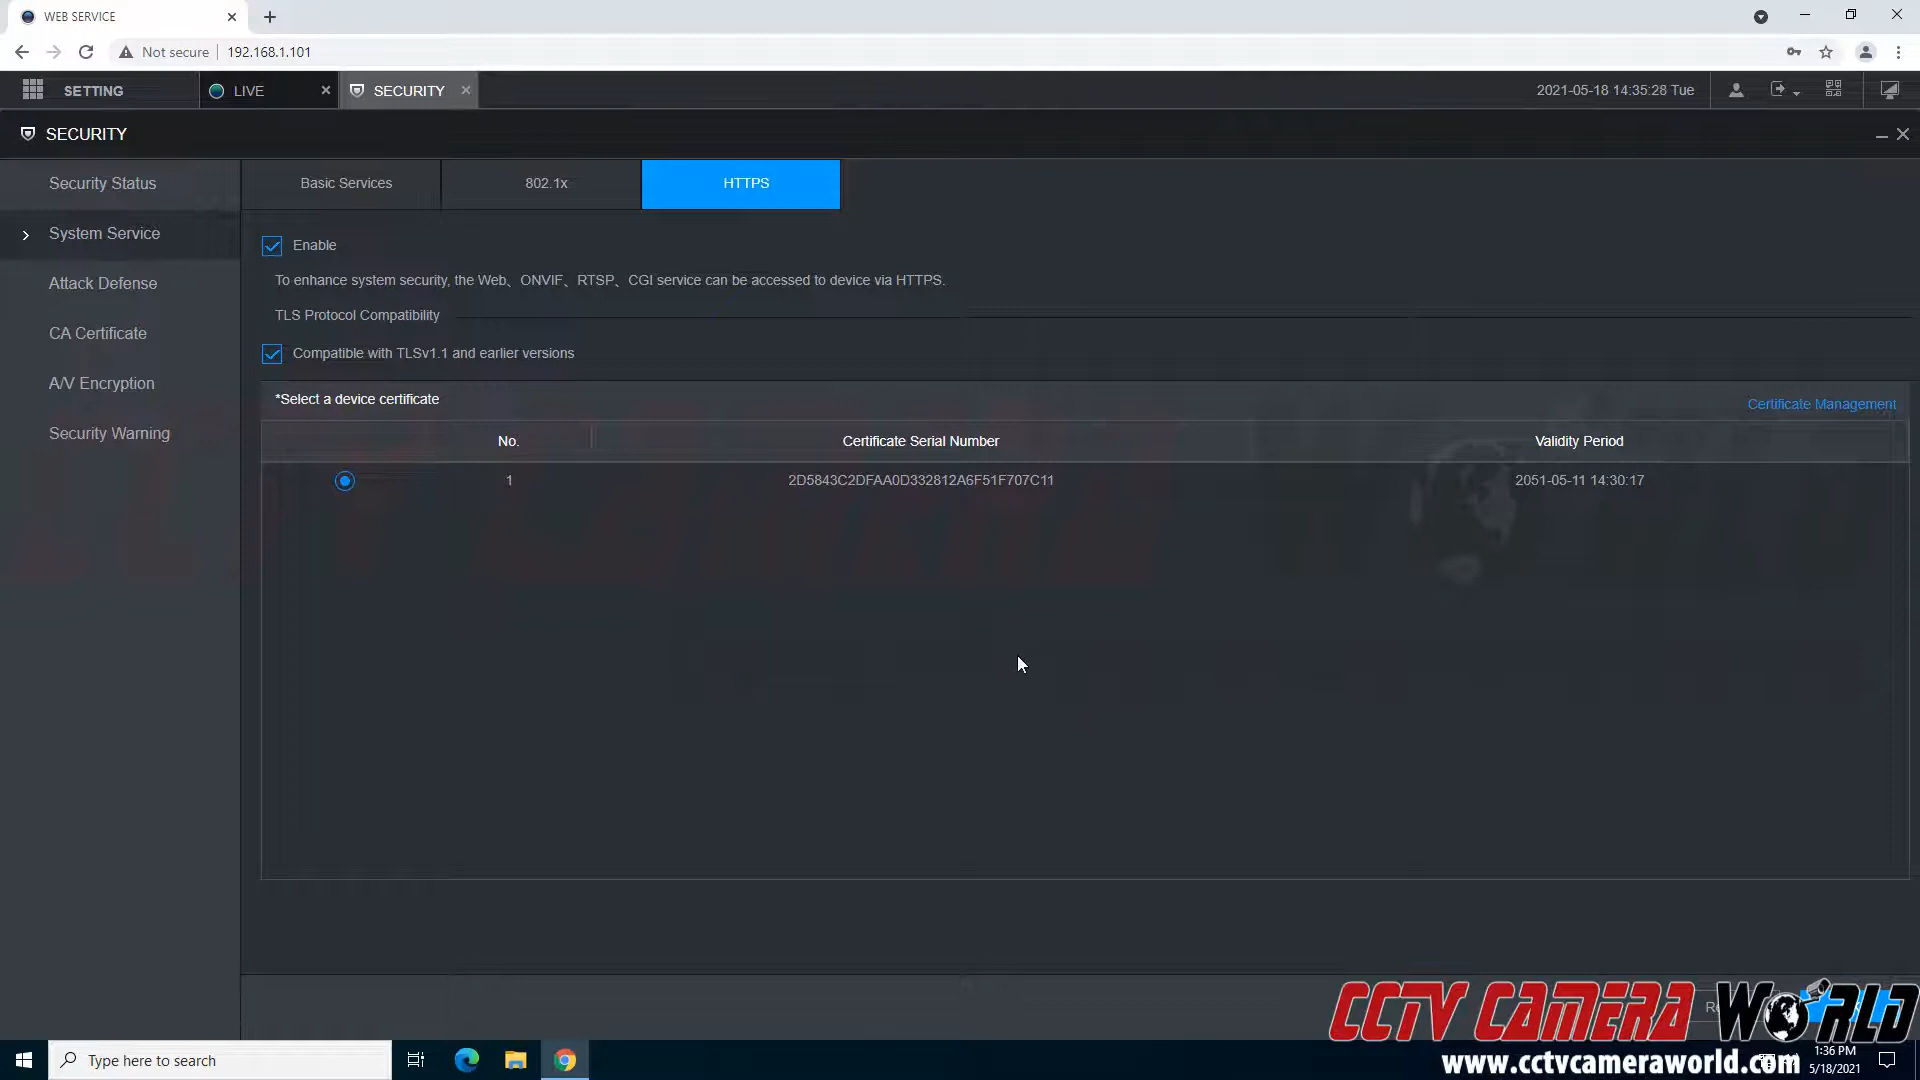 WEB SERVICE
Not secure
192.168.1.101
SETTING
LIVE
SECURITY
2021-05-18 14:35:28 Tue
SECURITY
Security Status
System Service
Attack Defense
CA Certificate
A/V Encryption
Security Warning
Basic Services
802.1x
HTTPS
Enable
To enhance system security, the Web、ONVIF、RTSP、CGI service can be accessed to device via HTTPS.
TLS Protocol Compatibility
Compatible with TLSv1.1 and earlier versions
*Select a device certificate
Certificate Management
No.
Certificate Serial Number
Validity Period
1
2D5843C2DFAA0D332812A6F51F707C11
2051-05-11 14:30:17
CCTV CAMERA WORLD
www.cctvcameraworld.com
Type here to search
1:36 PM
5/18/2021